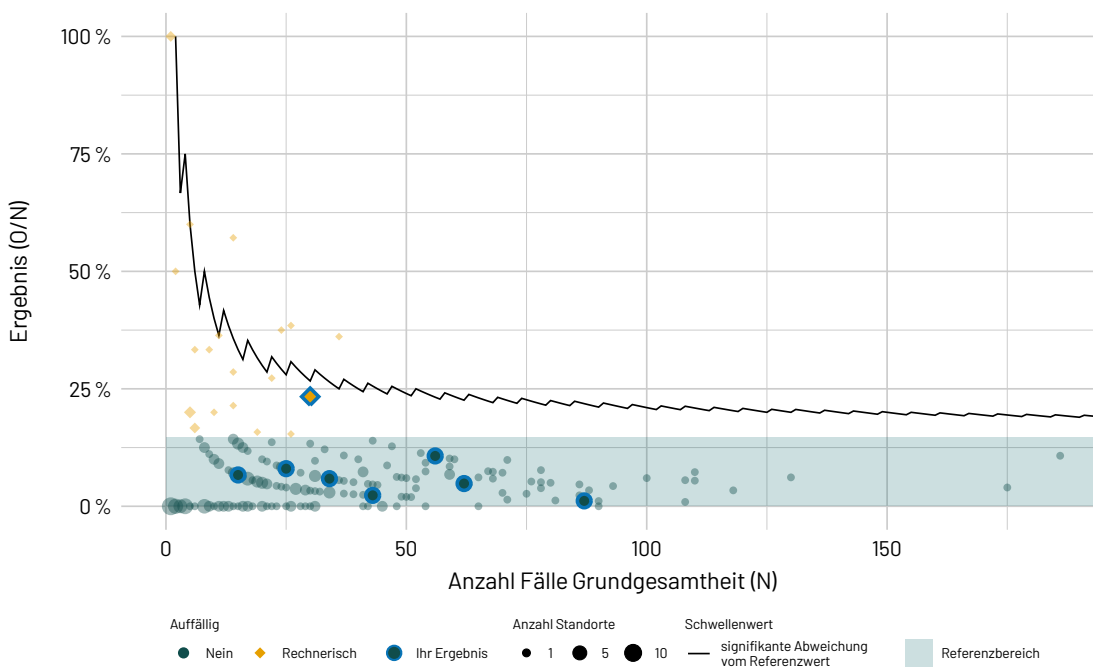 100 %
75 %
50 %
25 %
0 %
Ergebnis (O/N)
0
50
100
150
Anzahl Fälle Grundgesamtheit (N)
Auffällig
Nein
Rechnerisch
Ihr Ergebnis
Anzahl Standorte
1
5
10
Schwellenwert
signifikante Abweichung
vom Referenzwert
Referenzbereich